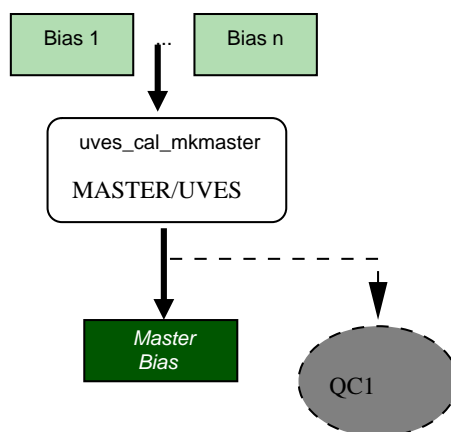 Bias 1 ... Bias n
uves_cal_mkmaster
MASTER/UVES
Master
Bias
QC1